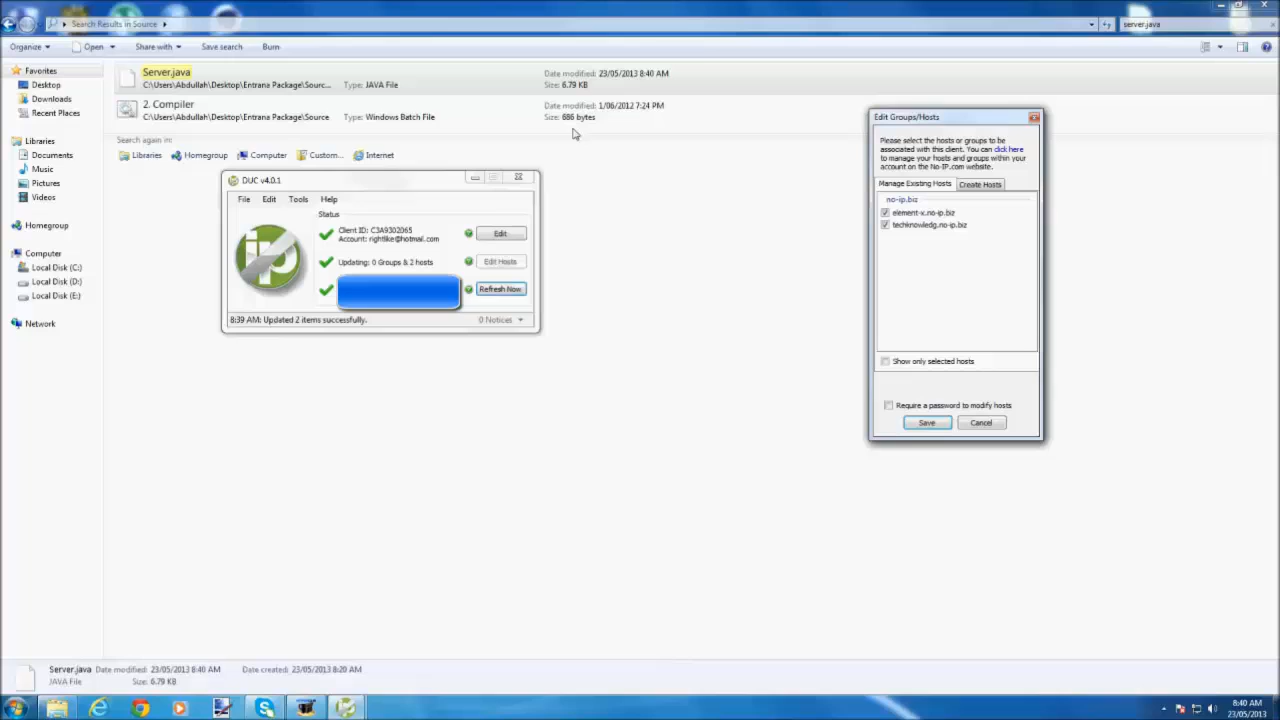 Search Results in Source
server.java
Organize
Open
Share with
Save search
Burn
Favorites
Desktop
Downloads
Recent Places
Libraries
Documents
Music
Pictures
Videos
Homegroup
Computer
Local Disk (C:)
Local Disk (D:)
Local Disk (E:)
Network
Server.java
C:\Users\Abdullah\Desktop\Entrana Package\Sourc...
Type: JAVA File
Date modified: 23/05/2013 8:40 AM
Size: 6.79 KB
2. Compiler
C:\Users\Abdullah\Desktop\Entrana Package\Source
Type: Windows Batch File
Date modified: 1/06/2012 7:24 PM
Size: 686 bytes
Search again in:
Libraries
Homegroup
Computer
Custom...
Internet
DUC v4.0.1
File
Edit
Tools
Help
Status
Client ID: C3A9302065
Account: rightlike@hotmail.com
Edit
Updating: 0 Groups & 2 hosts
Edit Hosts
Refresh Now
8:39 AM: Updated 2 items successfully.
0 Notices
ip
Edit Groups/Hosts
Please select the hosts or groups to be
associated with this client. You can click here
to manage your hosts and groups within your
account on the No-IP.com website.
Manage Existing Hosts
Create Hosts
no-ip.biz
element-x.no-ip.biz
techknowledg.no-ip.biz
Show only selected hosts
Require a password to modify hosts
Save
Cancel
Server.java Date modified: 23/05/2013 8:40 AM Date created: 23/05/2013 8:20 AM
JAVA File Size: 6.79 KB
8:40 AM
23/05/2013